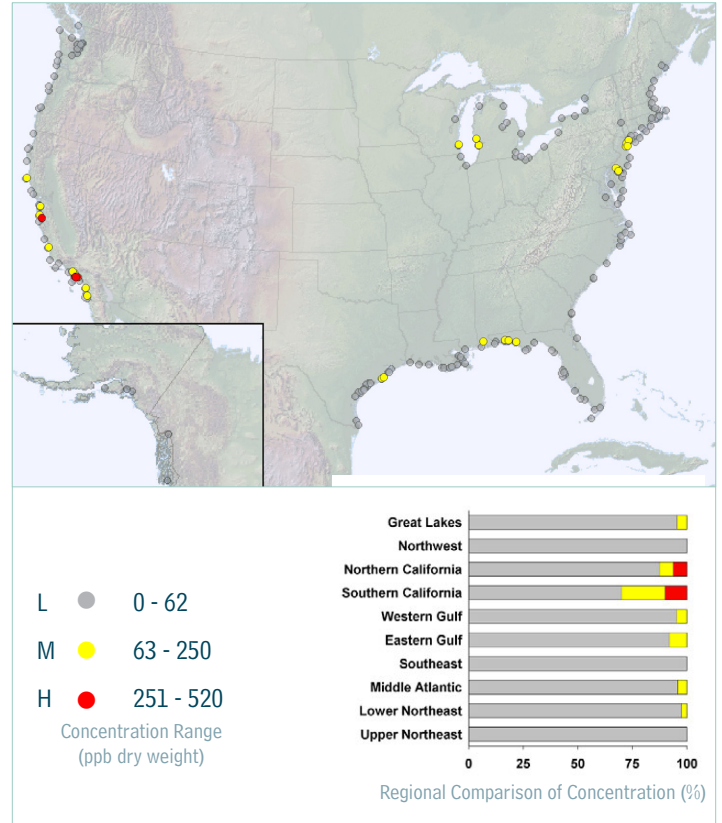 L 0 - 62
M 63 - 250
H 251 - 520
Concentration Range
(ppb dry weight)
Great Lakes
Northwest
Northern California
Southern California
Western Gulf
Eastern Gulf
Southeast
Middle Atlantic
Lower Northeast
Upper Northeast
0 25 50 75 100
Regional Comparison of Concentration (%)